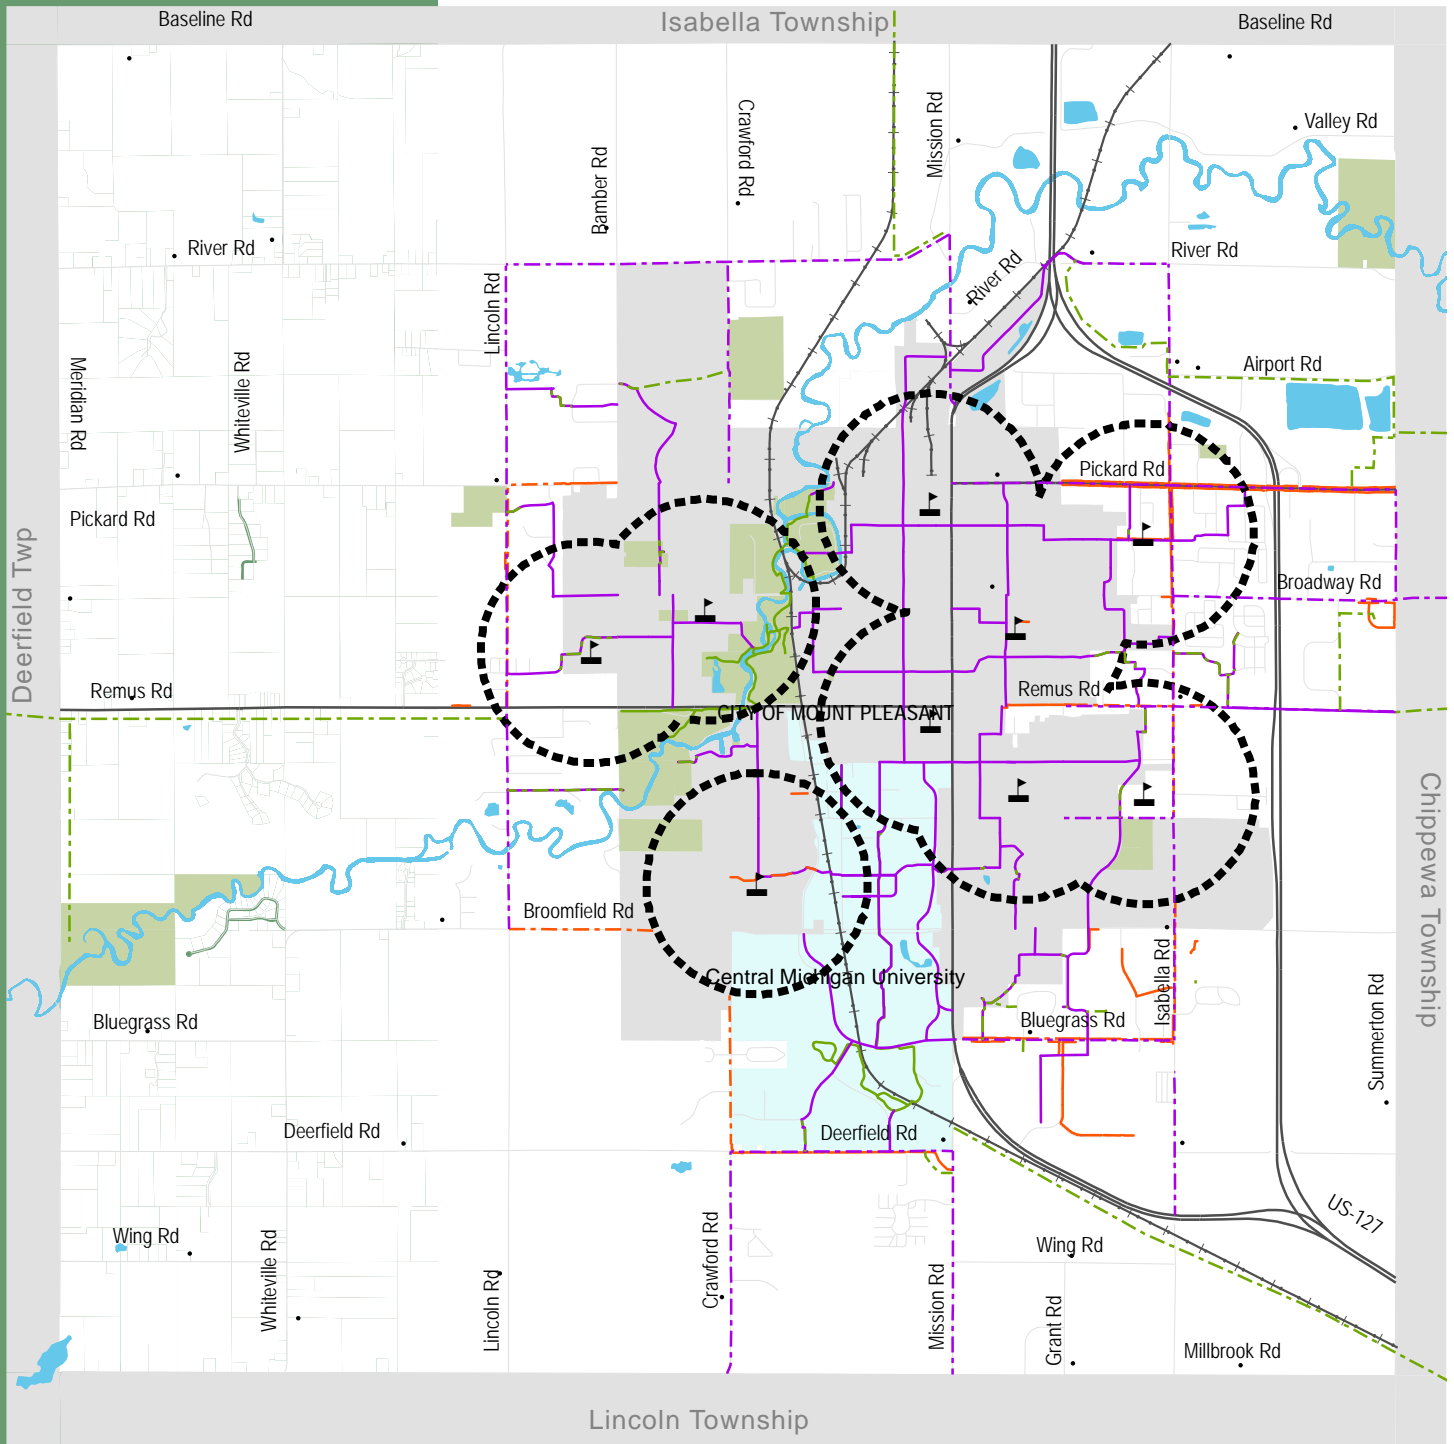 Baseline Rd
Isabella Township
Baseline Rd
Crawford Rd
Mission Rd
Valley Rd
Bamber Rd
River Rd
River Rd
River Rd
Lincoln Rd
Meridian Rd
Whiteville Rd
Airport Rd
Pickard Rd
Pickard Rd
Deerfield Twp
Broadway Rd
Remus Rd
Remus Rd
CITY OF MOUNT PLEASANT
Chippewa Township
Broomfield Rd
Isabella Rd
Central Michigan University
Summerton Rd
Bluegrass Rd
Bluegrass Rd
Deerfield Rd
Deerfield Rd
US-127
Wing Rd
Whiteville Rd
Lincoln Rd
Crawford Rd
Mission Rd
Wing Rd
Grant Rd
Millbrook Rd
Lincoln Township